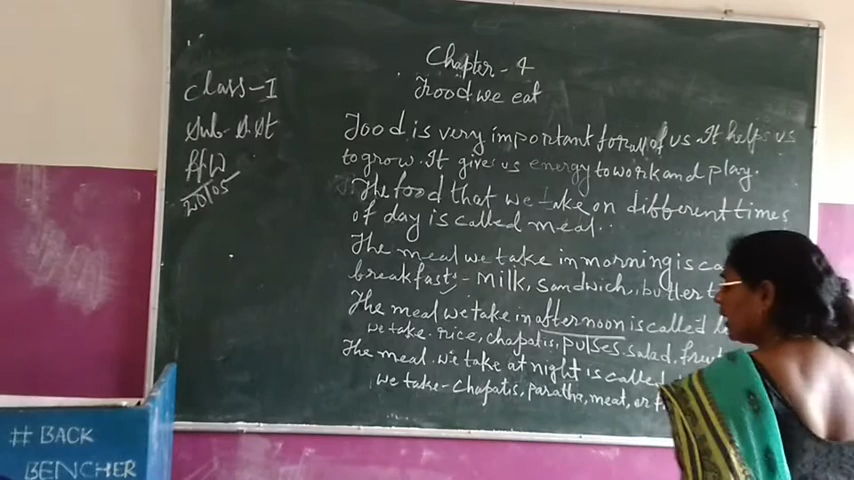 Chapter - 4
Food we eat
Class-I
Sub- S.St
H/W
20/05
Food is very important for all of us. It helps us
to grow. It gives us energy to work and play.
The food that we take on different times
of day is called meal.
The meal we take in morning is ca
breakfast - milk, sandwich, butter t
The meal we take in afternoon is called l
we take rice, chapatis, pulses. salad, fruit
The meal we take at night is called
we take- chapatis, paratha, meat, or
# BACK
BENCHER